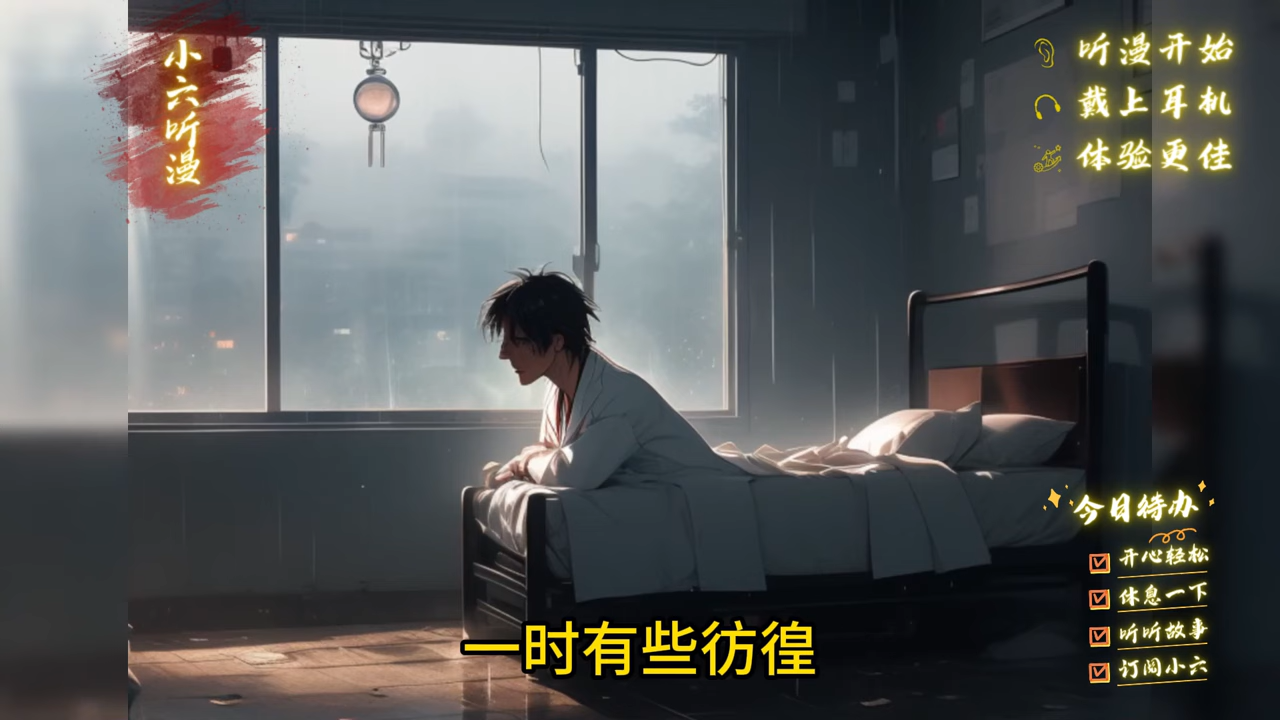 小六听漫
听漫开始
戴上耳机
体验更佳
今日待办
开心轻松
休息一下
听听故事
订阅小六
一时有些彷徨